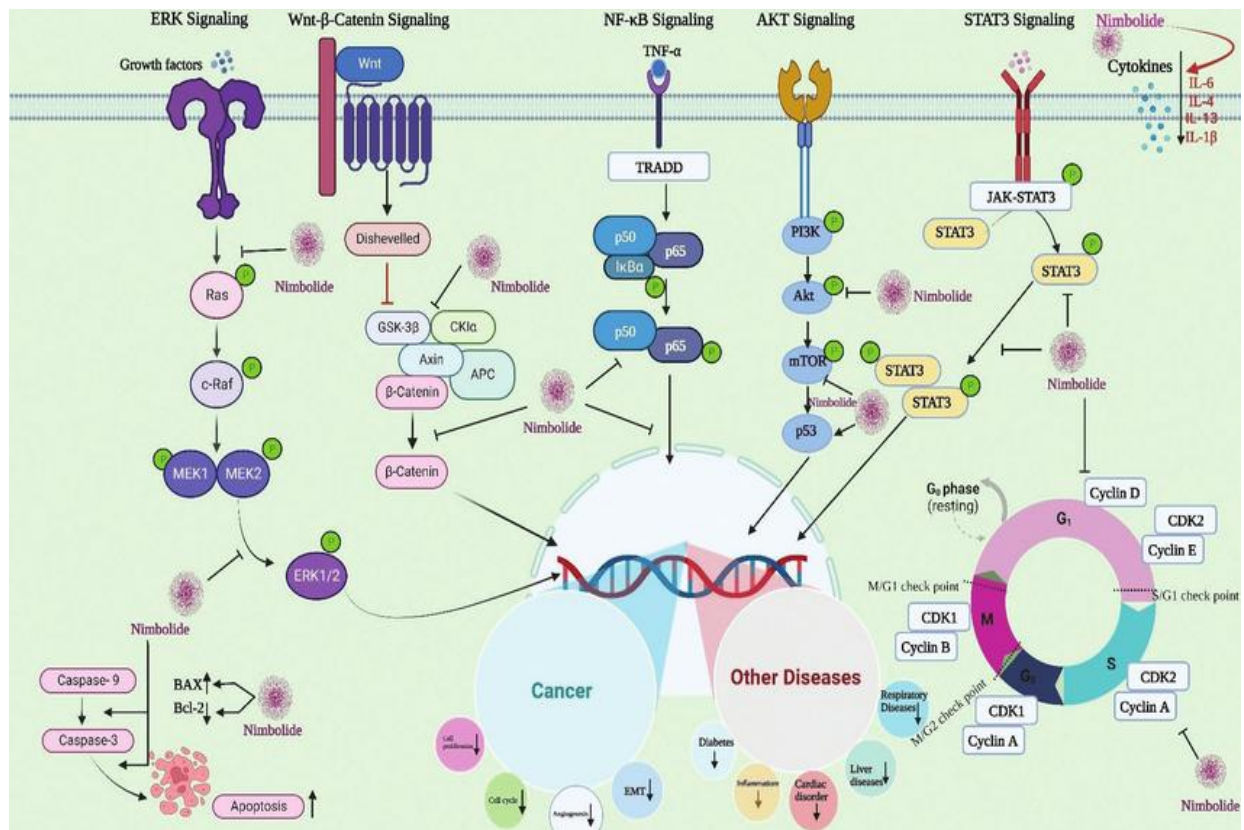 ERK Signaling
Wnt-β-Catenin Signaling
NF-κB Signaling
AKT Signaling
STAT3 Signaling
Nimbolide
Growth factors
Wnt
TNF-α
Cytokines
IL-6
IL-4
IL-13
IL-1β
TRADD
JAK-STAT3
P
Dishevelled
p50
p65
IκBα
P
PI3K
P
STAT3
STAT3
P
Nimbolide
Ras
P
Nimbolide
Akt
P
Nimbolide
GSK-3β
CKIα
Axin
APC
β-Catenin
p50
p65
P
mTOR
P
P
STAT3
STAT3
P
Nimbolide
Nimbolide
c-Raf
P
Nimbolide
p53
β-Catenin
MEK1
MEK2
P
P
G0 phase
(resting)
G1
Cyclin D
CDK2
Cyclin E
ERK1/2
P
M/G1 check point
S/G1 check point
Nimbolide
CDK1
Cyclin B
M
S
G2
CDK2
Cyclin A
M/G2 check point
CDK1
Cyclin A
Caspase- 9
Caspase-3
BAX
Bcl-2
Nimbolide
Apoptosis
Cancer
Other Diseases
Cell
proliferation
Cell cycle
Angiogenesis
EMT
Diabetes
Inflammations
Cardiac
disorder
Liver
diseases
Respiratory
Diseases
Nimbolide